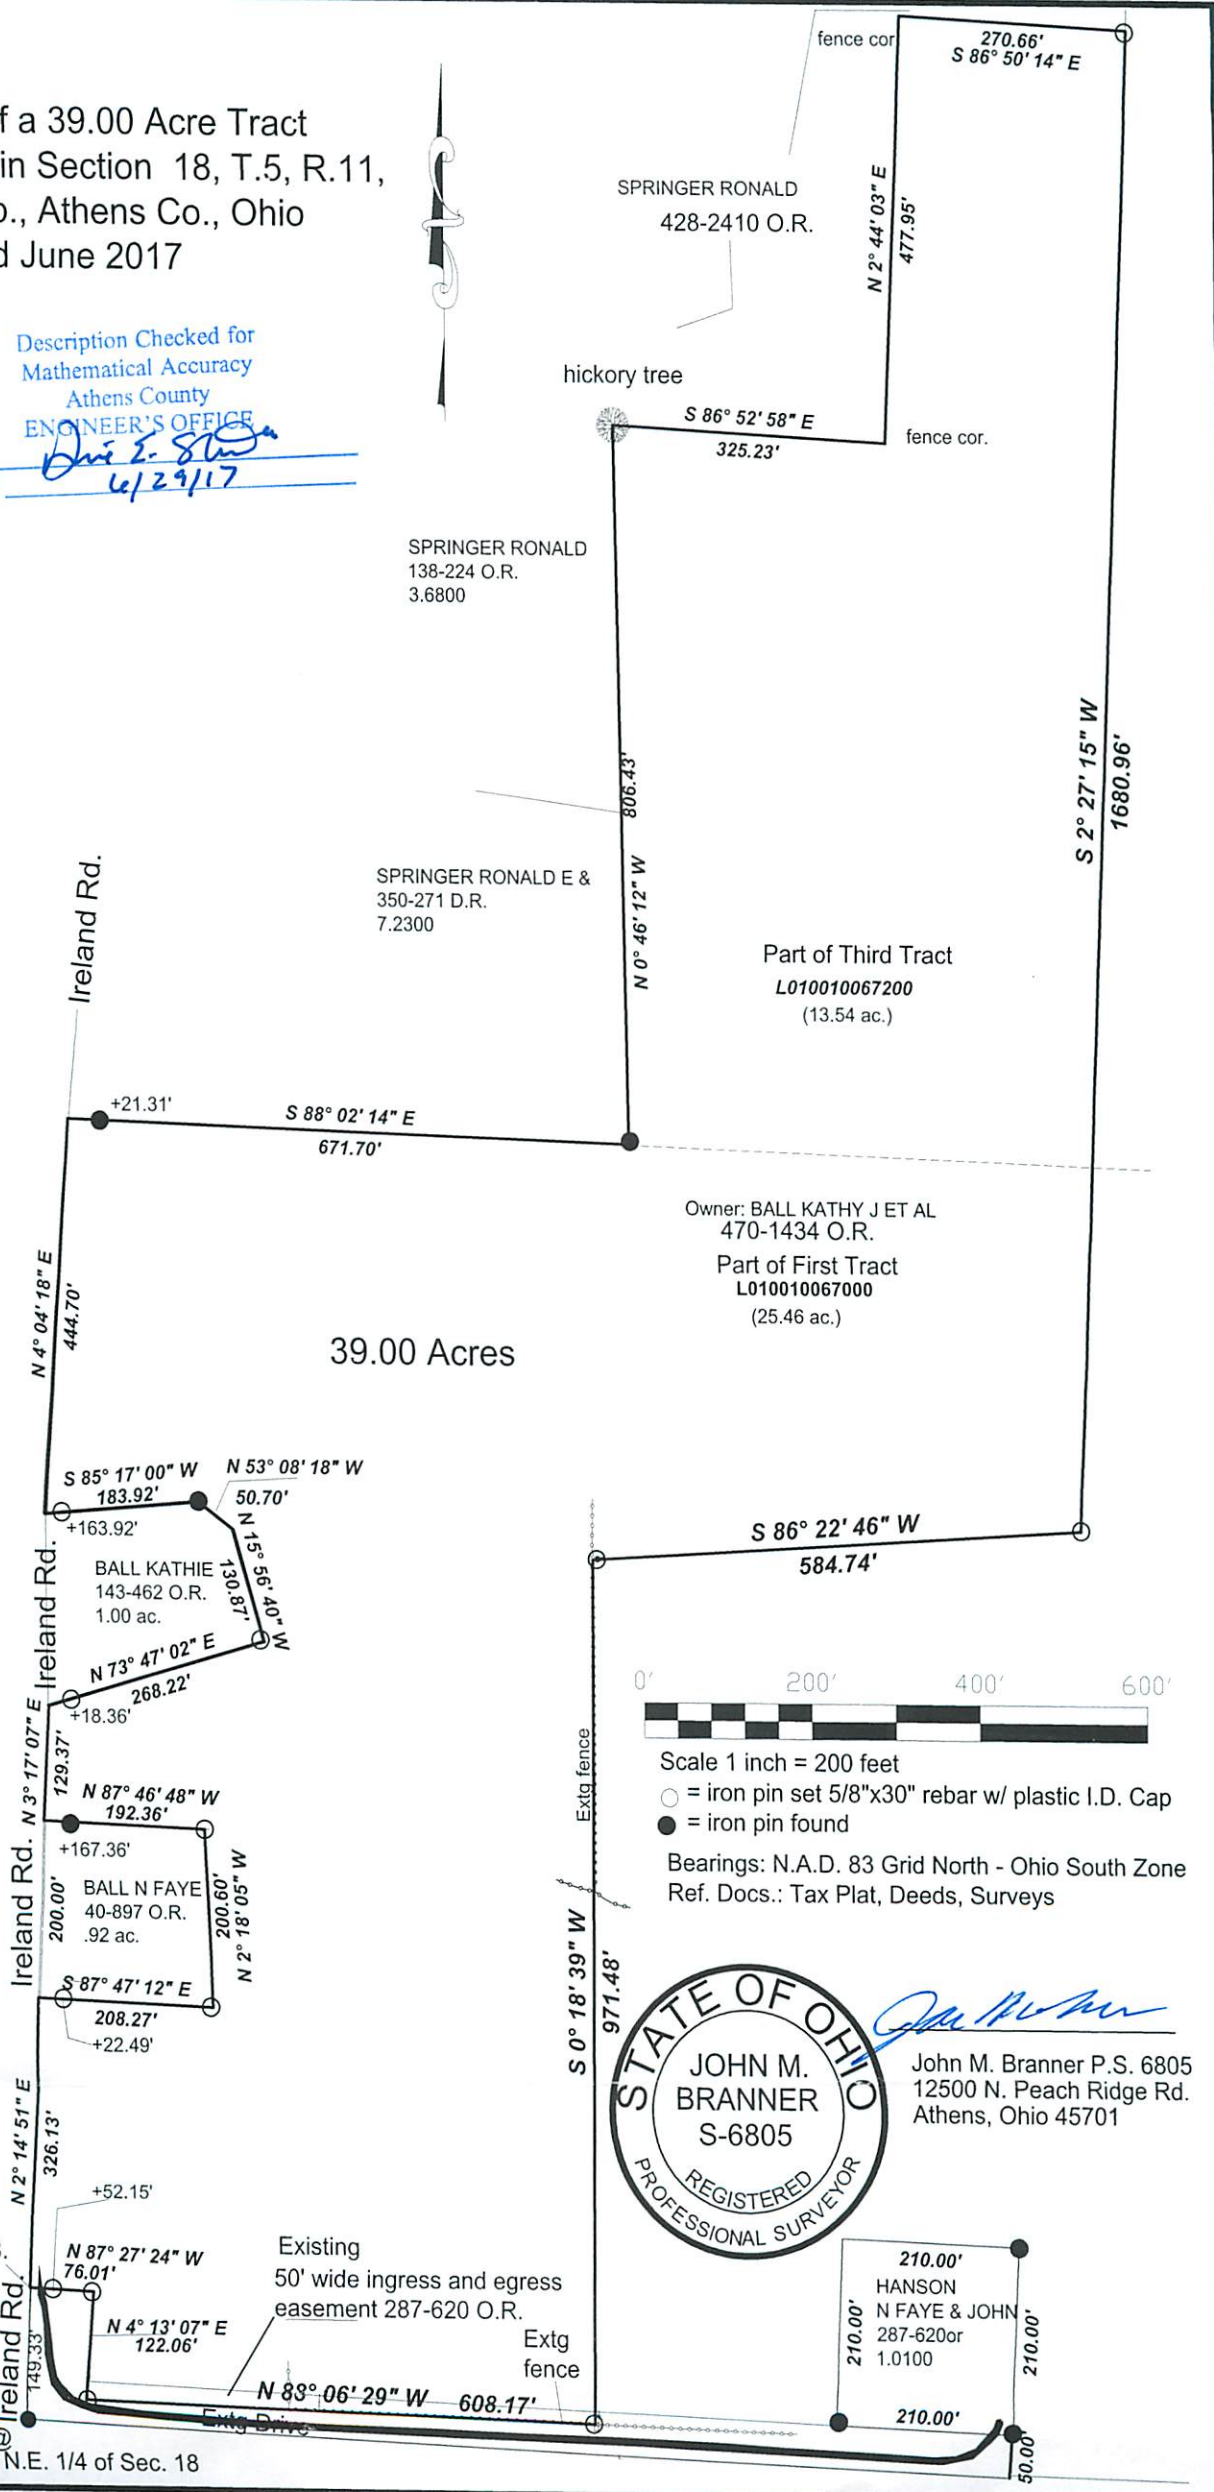 f a 39.00 Acre Tract
in Section 18, T.5, R.11,
o., Athens Co., Ohio
d June 2017
Description Checked for
Mathematical Accuracy
Athens County
ENGINEER'S OFFICE
6/29/17
fence cor
270.66'
S 86° 50' 14" E
SPRINGER RONALD
428-2410 O.R.
N 2° 44' 03" E
477.95'
hickory tree
S 86° 52' 58" E
325.23'
fence cor.
SPRINGER RONALD
138-224 O.R.
3.6800
806.43'
N 0° 46' 12" W
S 2° 27' 15" W
1680.96'
SPRINGER RONALD E &
350-271 D.R.
7.2300
Ireland Rd.
Part of Third Tract
L010010067200
(13.54 ac.)
+21.31'
S 88° 02' 14" E
671.70'
Owner: BALL KATHY J ET AL
470-1434 O.R.
Part of First Tract
L010010067000
(25.46 ac.)
N 4° 04' 18" E
444.70'
39.00 Acres
S 85° 17' 00" W
183.92'
N 53° 08' 18" W
50.70'
+163.92'
N 15° 56' 40" W
130.87'
BALL KATHIE
143-462 O.R.
1.00 ac.
Ireland Rd.
N 73° 47' 02" E
268.22'
+18.36'
S 86° 22' 46" W
584.74'
N 3° 17' 07" E
129.37'
N 87° 46' 48" W
192.36'
+167.36'
Ireland Rd.
200.00'
BALL N FAYE
40-897 O.R.
.92 ac.
200.60'
N 2° 18' 05" W
S 87° 47' 12" E
208.27'
+22.49'
0' 200' 400' 600'
Scale 1 inch = 200 feet
= iron pin set 5/8"x30" rebar w/ plastic I.D. Cap
= iron pin found
Bearings: N.A.D. 83 Grid North - Ohio South Zone
Ref. Docs.: Tax Plat, Deeds, Surveys
Extg fence
S 0° 18' 39" W
971.48'
STATE OF OHIO
JOHN M.
BRANNER
S-6805
REGISTERED
PROFESSIONAL SURVEYOR
John M. Branner P.S. 6805
12500 N. Peach Ridge Rd.
Athens, Ohio 45701
N 2° 14' 51" E
326.13'
+52.15'
N 87° 27' 24" W
76.01'
N 4° 13' 07" E
122.06'
Ireland Rd.
149.33'
Existing
50' wide ingress and egress
easement 287-620 O.R.
Extg
fence
N 83° 06' 29" W 608.17'
Extg Drive
210.00'
HANSON
N FAYE & JOHN
287-620or
1.0100
210.00'
210.00'
210.00'
50.00'
@
N.E. 1/4 of Sec. 18